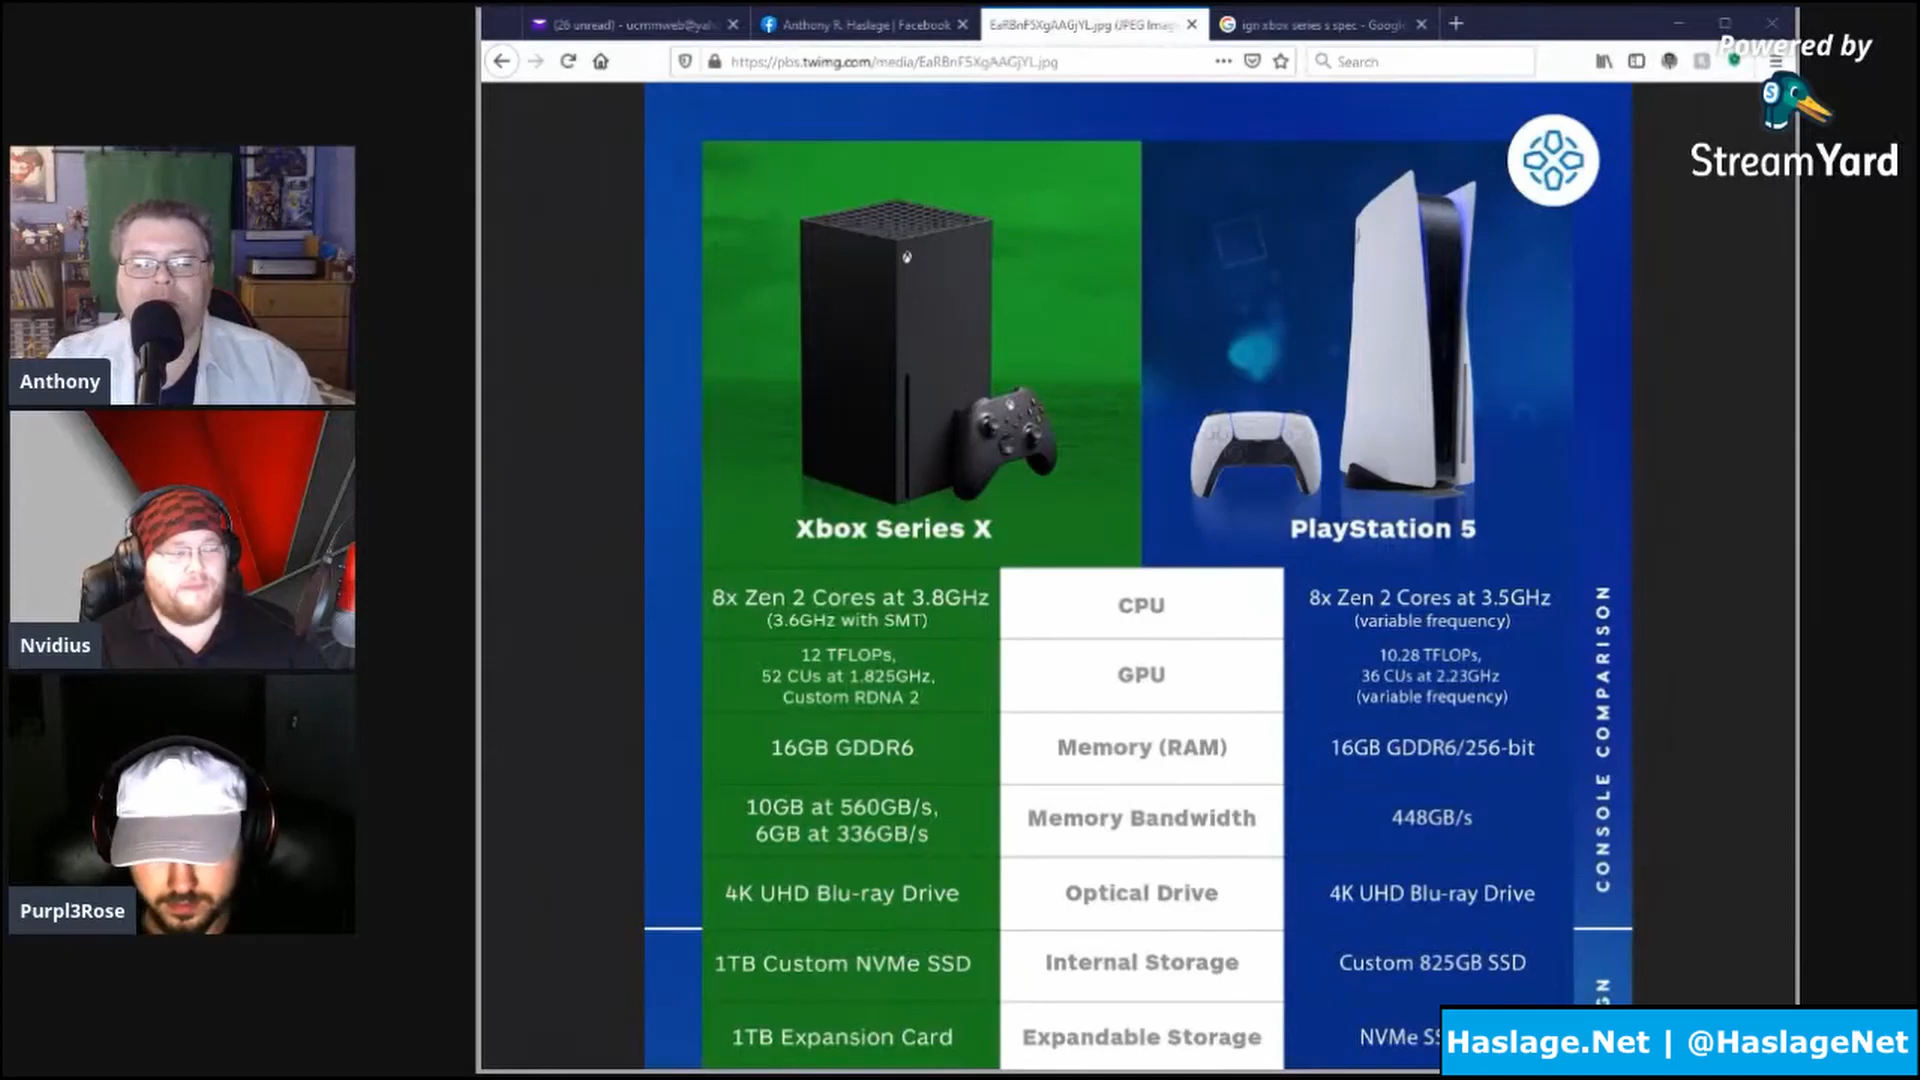 (26 unread) - ucmmweb@yah
Anthony R. Haslage | Facebook
EaRBnF5XgAAGjYL.jpg (JPEG Imag
ign xbox series s spec - Google
https://pbs.twimg.com/media/EaRBnF5XgAAGjYL.jpg
Search
Powered by
StreamYard
Anthony
Nvidius
Purpl3Rose
Xbox Series X
PlayStation 5
8x Zen 2 Cores at 3.8GHz
(3.6GHz with SMT)
CPU
8x Zen 2 Cores at 3.5GHz
(variable frequency)
12 TFLOPs,
52 CUs at 1.825GHz,
Custom RDNA 2
GPU
10.28 TFLOPs,
36 CUs at 2.23GHz
(variable frequency)
16GB GDDR6
Memory (RAM)
16GB GDDR6/256-bit
10GB at 560GB/s,
6GB at 336GB/s
Memory Bandwidth
448GB/s
4K UHD Blu-ray Drive
Optical Drive
4K UHD Blu-ray Drive
1TB Custom NVMe SSD
Internal Storage
Custom 825GB SSD
1TB Expansion Card
Expandable Storage
NVMe
CONSOLE COMPARISON
Haslage.Net | @HaslageNet